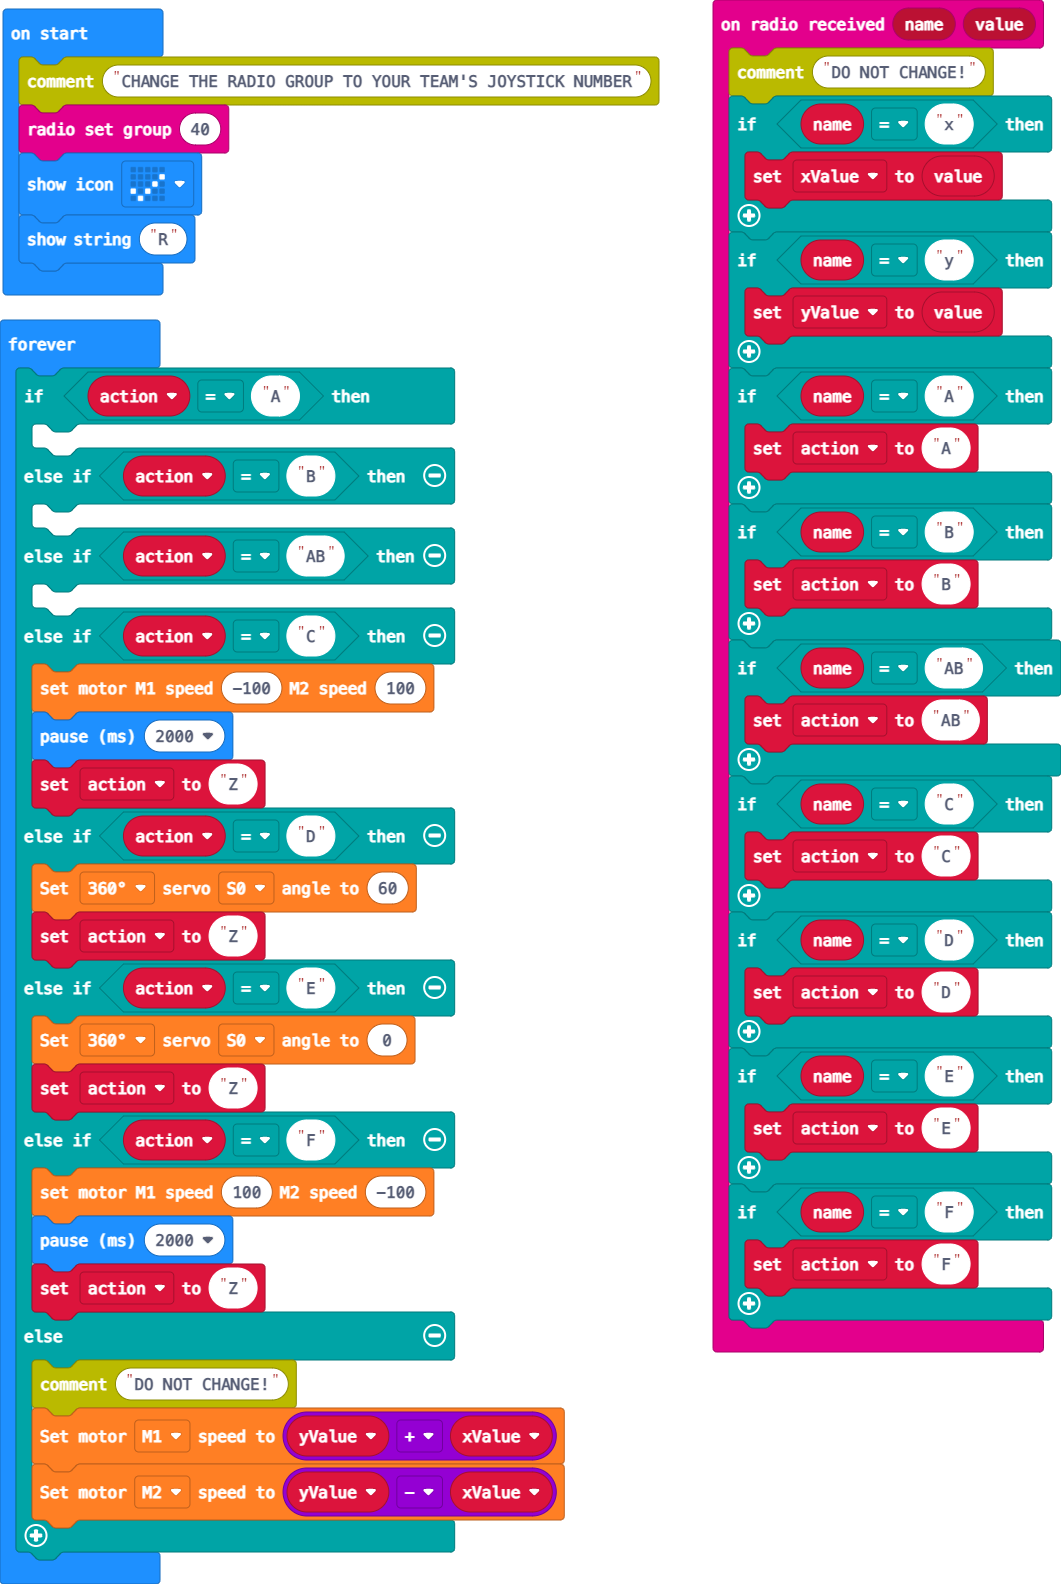 on start
comment "CHANGE THE RADIO GROUP TO YOUR TEAM'S JOYSTICK NUMBER"
radio set group 40
show icon
show string "R"
forever
if action = "A" then
else if action = "B" then
else if action = "AB" then
else if action = "C" then
set motor M1 speed -100 M2 speed 100
pause (ms) 2000
set action to "Z"
else if action = "D" then
Set 360° servo S0 angle to 60
set action to "Z"
else if action = "E" then
Set 360° servo S0 angle to 0
set action to "Z"
else if action = "F" then
set motor M1 speed 100 M2 speed -100
pause (ms) 2000
set action to "Z"
else
comment "DO NOT CHANGE!"
Set motor M1 speed to yValue + xValue
Set motor M2 speed to yValue - xValue
on radio received name value
comment "DO NOT CHANGE!"
if name = "x" then
set xValue to value
if name = "y" then
set yValue to value
if name = "A" then
set action to "A"
if name = "B" then
set action to "B"
if name = "AB" then
set action to "AB"
if name = "C" then
set action to "C"
if name = "D" then
set action to "D"
if name = "E" then
set action to "E"
if name = "F" then
set action to "F"